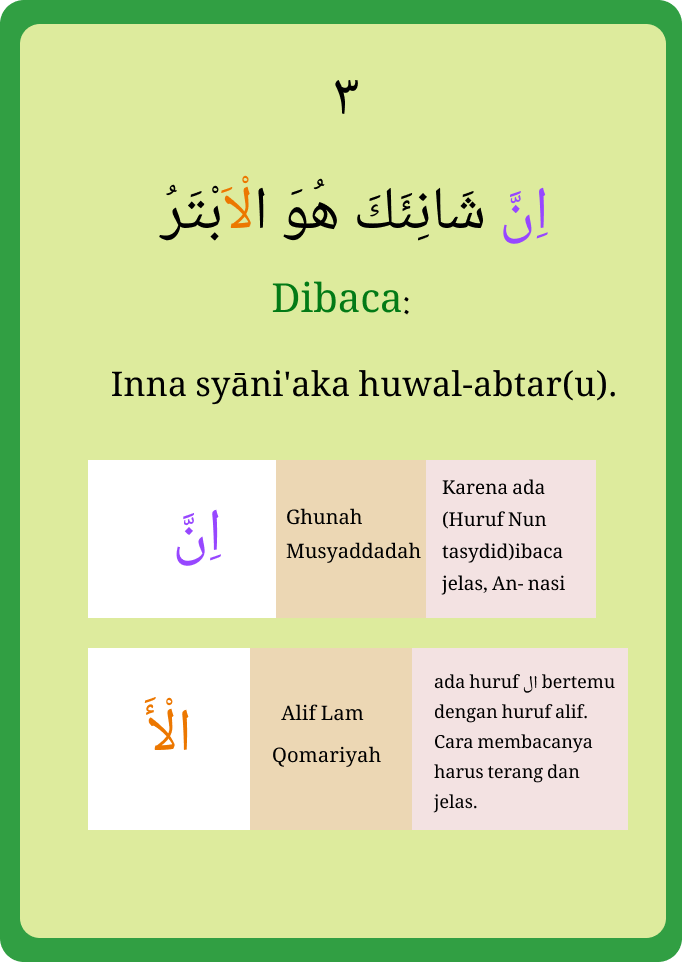 ٣
اِنَّ شَانِئَكَ هُوَ الْاَبْتَرُ
Dibaca:
Inna syāni'aka huwal-abtar(u).
اِنَّ
Ghunah
Musyaddadah
Karena ada
(Huruf Nun
tasydid)ibaca
jelas, An- nasi
الْأَ
Alif Lam
Qomariyah
ada huruf ال bertemu
dengan huruf alif.
Cara membacanya
harus terang dan
jelas.